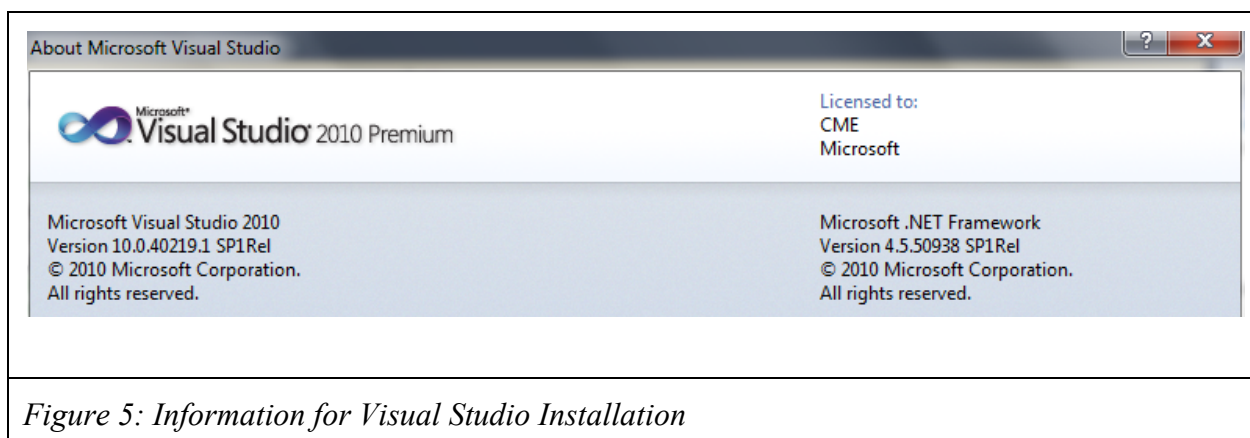 About Microsoft Visual Studio
?
X
Microsoft®
Visual Studio® 2010 Premium
Licensed to:
CME
Microsoft
Microsoft Visual Studio 2010
Version 10.0.40219.1 SP1Rel
© 2010 Microsoft Corporation.
All rights reserved.
Microsoft .NET Framework
Version 4.5.50938 SP1Rel
© 2010 Microsoft Corporation.
All rights reserved.
Figure 5: Information for Visual Studio Installation